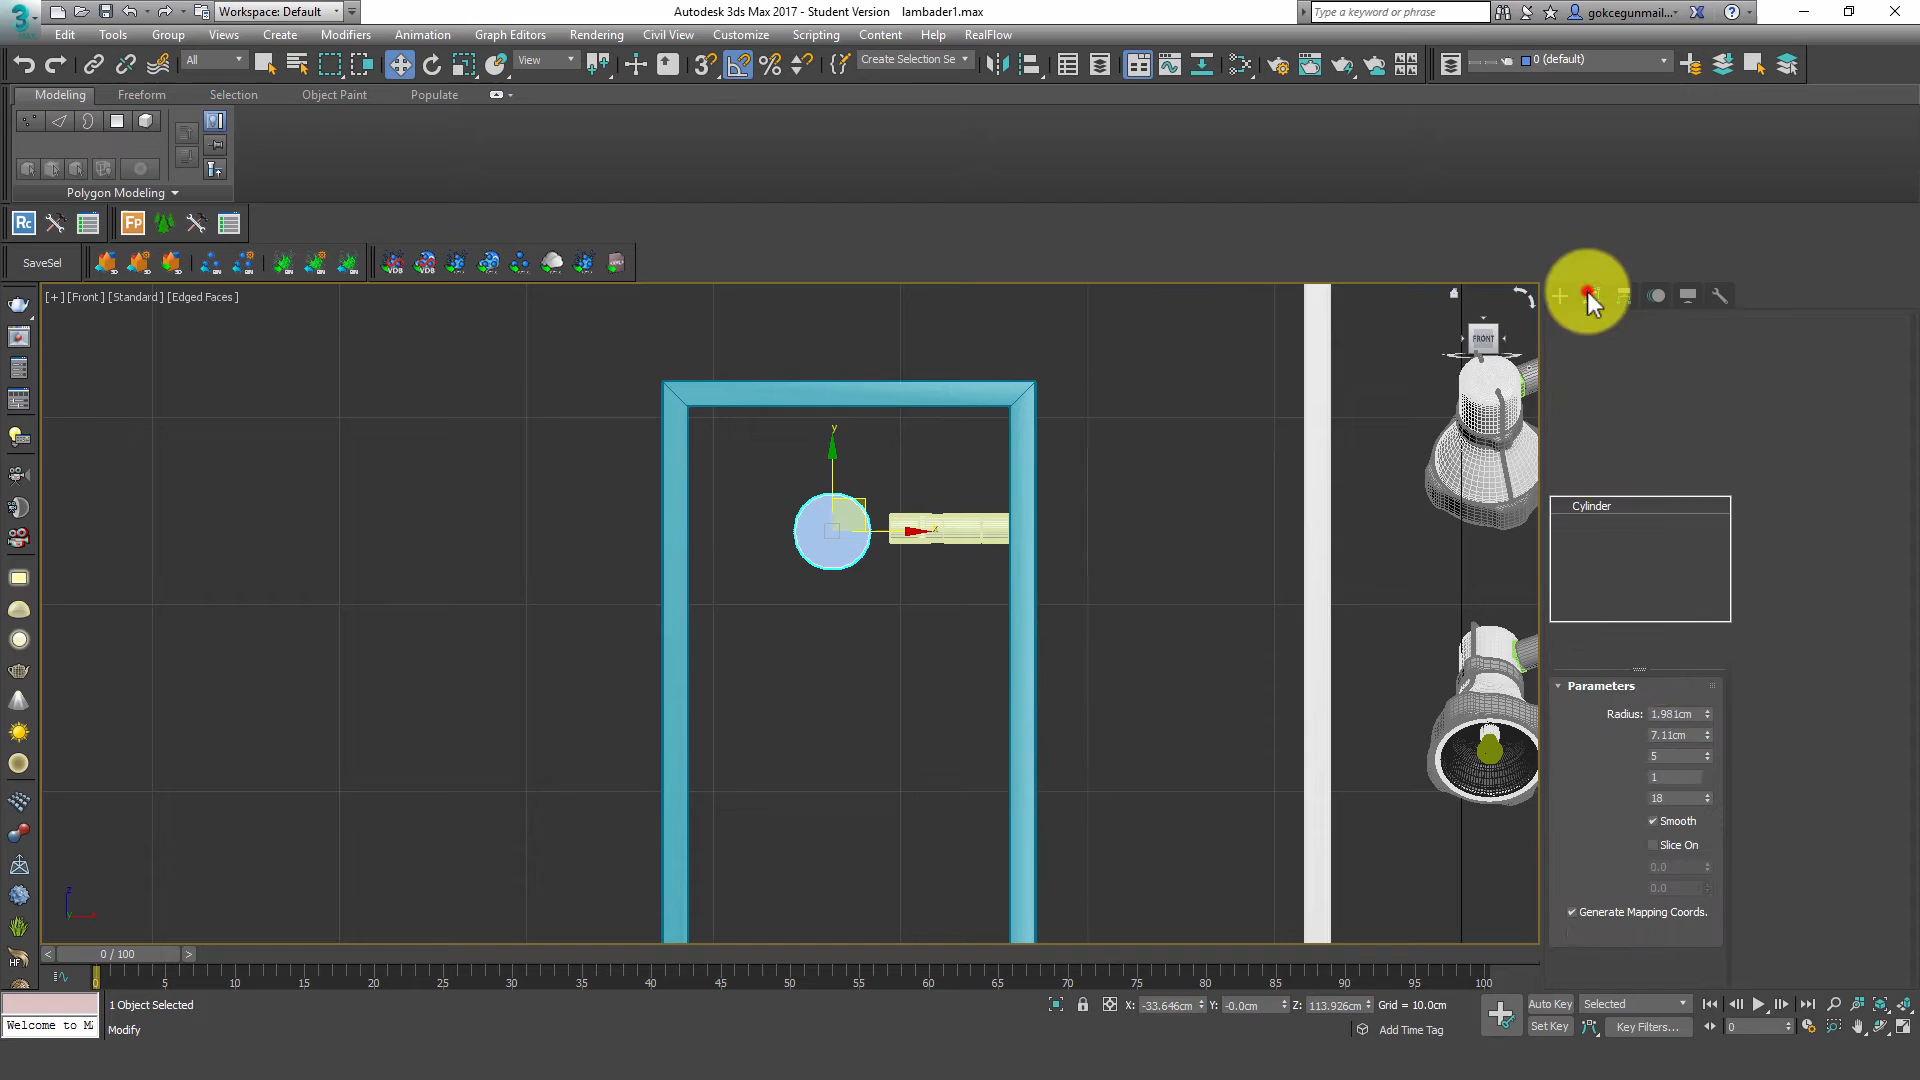 Workspace: Default
Autodesk 3ds Max 2017 - Student Version lambader1.max
Type a keyword or phrase
gokcegunmail...
Edit Tools Group Views Create Modifiers Animation Graph Editors Rendering Civil View Customize Scripting Content Help RealFlow
All
View
Create Selection Se
0 (default)
Modeling Freeform Selection Object Paint Populate
Polygon Modeling
Rc
Fp
SaveSel
VDB
VDB
[+] [Front] [Standard] [Edged Faces]
FRONT
y
x
Cylinder
Parameters
Radius: 1.981cm
7.11cm
5
1
18
Smooth
Slice On
0.0
0.0
Generate Mapping Coords.
HF
< 0 / 100 >
0 5 10 15 20 25 30 35 40 45 50 55 60 65 70 75 80 85 90 95 100
1 Object Selected
X: -33.646cm Y: -0.0cm Z: 113.926cm Grid = 10.0cm
Auto Key Selected
Welcome to M
Modify
Add Time Tag
Set Key Key Filters... 0